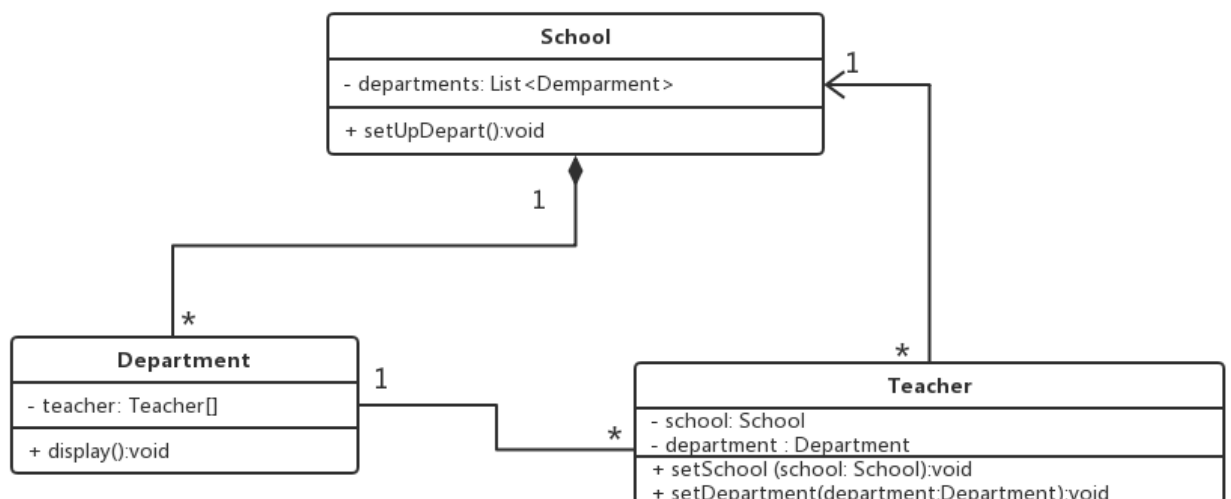 School
- departments: List<Demparment>
+ setUpDepart():void
1
1
*
*
Department
- teacher: Teacher[]
+ display():void
1
*
Teacher
- school: School
- department : Department
+ setSchool (school: School):void
+ setDepartment(department:Department):void